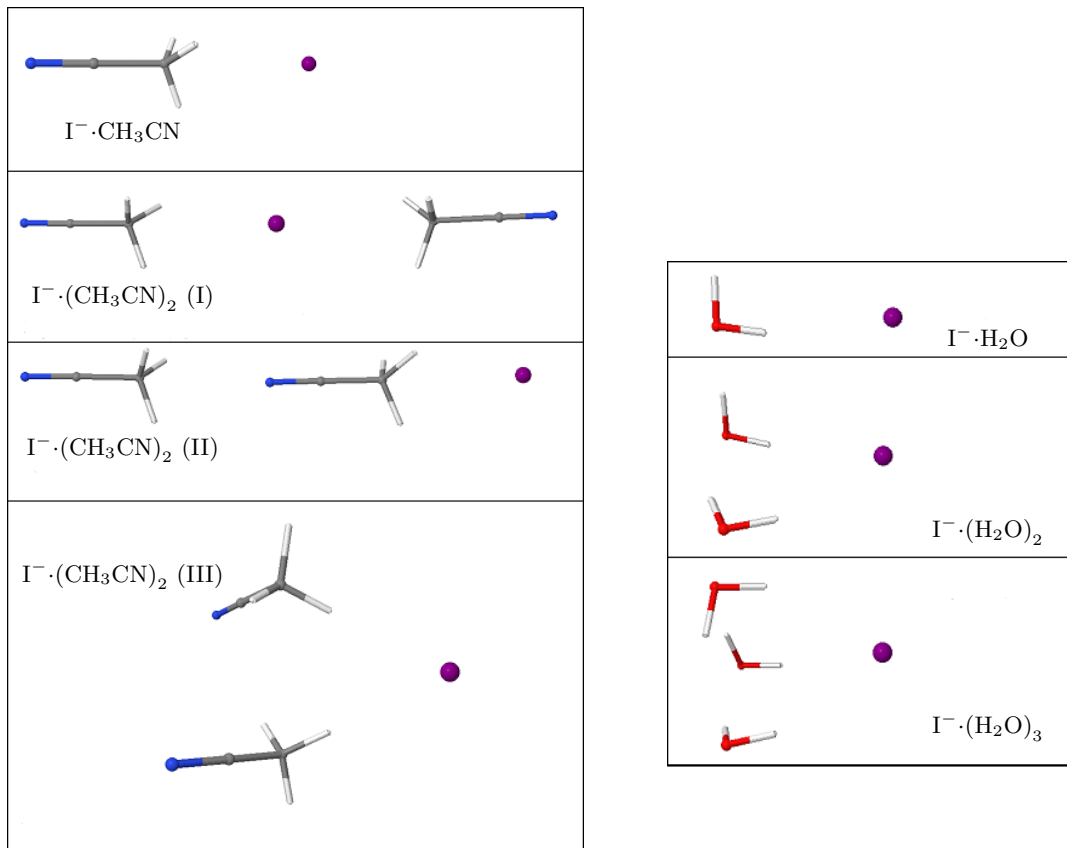 I⁻·CH₃CN
I⁻·(CH₃CN)₂ (I)
I⁻·(CH₃CN)₂ (II)
I⁻·(CH₃CN)₂ (III)
I⁻·H₂O
I⁻·(H₂O)₂
I⁻·(H₂O)₃